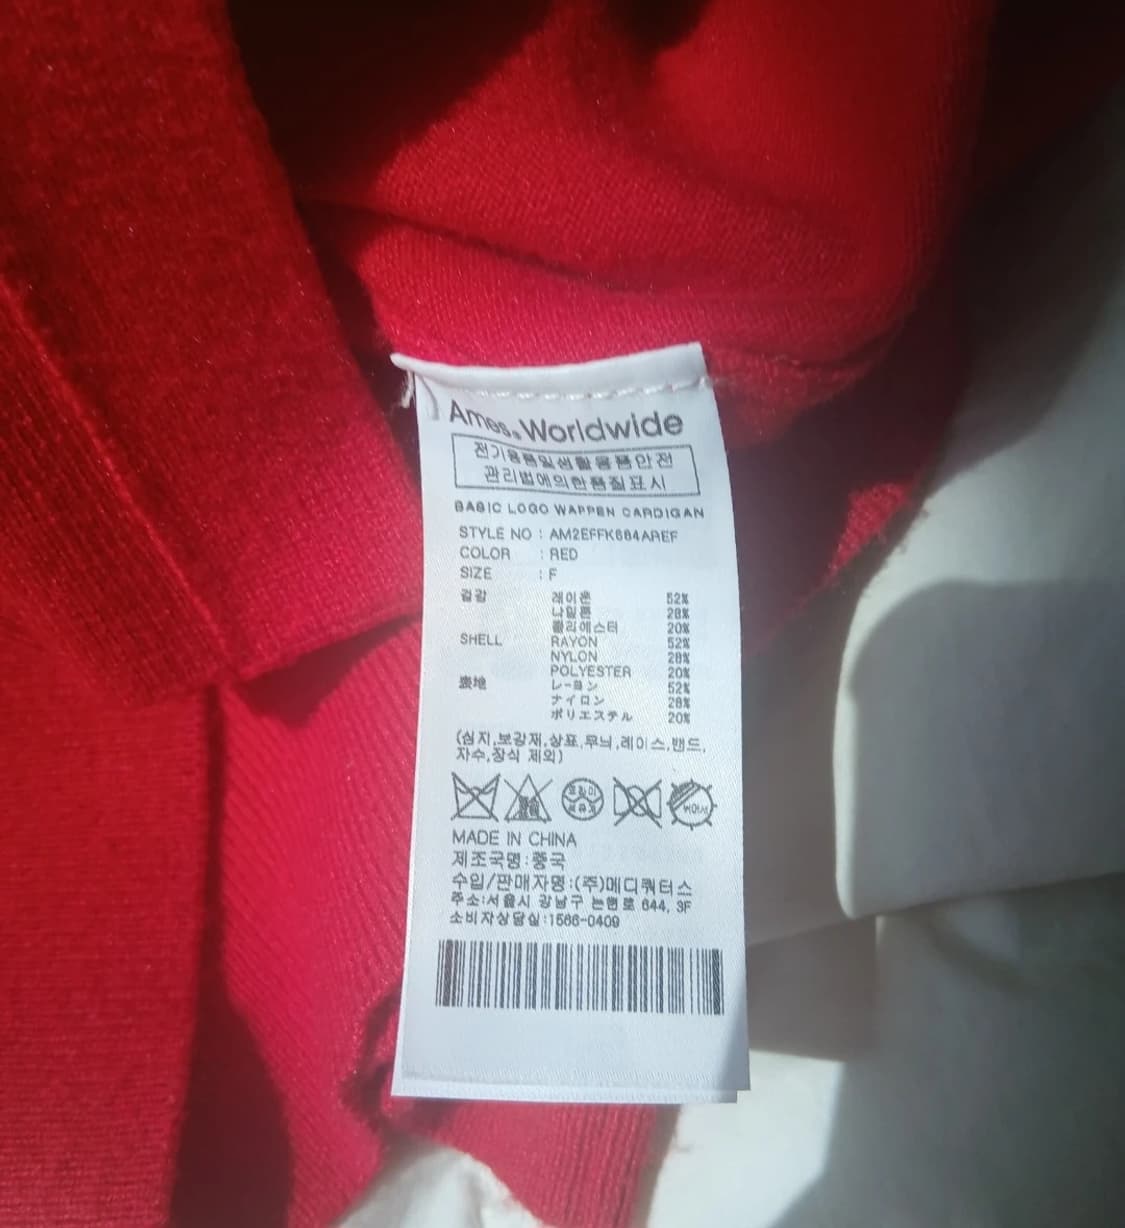 Ames. Worldwide
전기용품및생활용품안전
관리법에의한품질표시
BASIC LOGO WAPPEN CARDIGAN
STYLE NO : AM2EFFK664AREF
COLOR : RED
SIZE : F
겉감 레이온 52%
나일론 28%
폴리에스터 20%
SHELL RAYON 52%
NYLON 28%
POLYESTER 20%
表地 レーヨン 52%
ナイロン 28%
ポリエステル 20%
(심지,보강재,상표,무늬,레이스,밴드,
자수,장식 제외)
뉘어서
MADE IN CHINA
제조국명:중국
수입/판매자명:(주)메디쿼터스
주소:서울시 강남구 논현로 644, 3F
소비자상담실:1566-0409